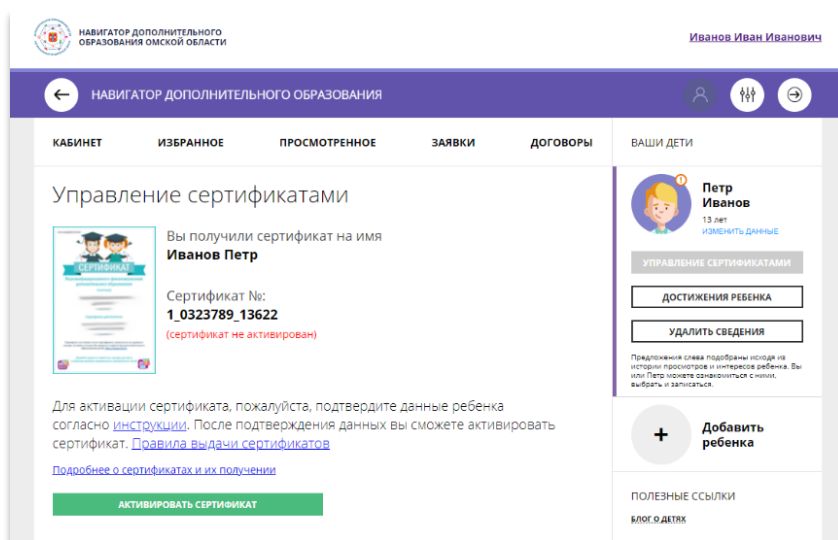 НАВИГАТОР ДОПОЛНИТЕЛЬНОГО
ОБРАЗОВАНИЯ ОМСКОЙ ОБЛАСТИ
Иванов Иван Иванович
НАВИГАТОР ДОПОЛНИТЕЛЬНОГО ОБРАЗОВАНИЯ
КАБИНЕТ ИЗБРАННОЕ ПРОСМОТРЕННОЕ ЗАЯВКИ ДОГОВОРЫ
Управление сертификатами
СЕРТИФИКАТ
Вы получили сертификат на имя
Иванов Петр
Сертификат №:
1_0323789_13622
(сертификат не активирован)
Для активации сертификата, пожалуйста, подтвердите данные ребенка
согласно инструкции. После подтверждения данных вы сможете активировать
сертификат. Правила выдачи сертификатов
Подробнее о сертификатах и их получении
АКТИВИРОВАТЬ СЕРТИФИКАТ
ВАШИ ДЕТИ
Петр
Иванов
13 лет
ИЗМЕНИТЬ ДАННЫЕ
УПРАВЛЕНИЕ СЕРТИФИКАТАМИ
ДОСТИЖЕНИЯ РЕБЕНКА
УДАЛИТЬ СВЕДЕНИЯ
Предложения слева подобраны исходя из
истории просмотров и интересов ребенка. Вы
или Петр можете ознакомиться с ними,
выбрать и записаться.
+
Добавить
ребенка
ПОЛЕЗНЫЕ ССЫЛКИ
БЛОГ О ДЕТЯХ